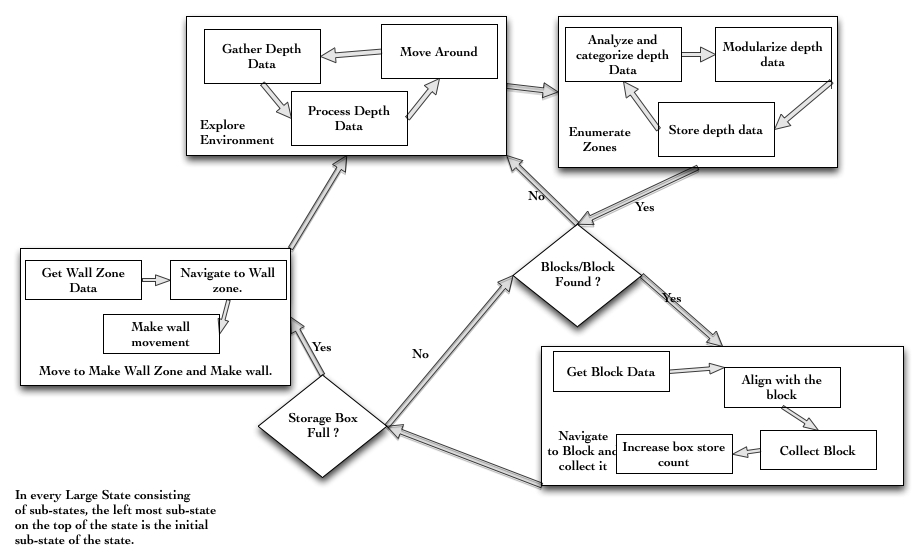 Gather Depth
Data
Move Around
Process Depth
Data
Explore
Environment
Analyze and
categorize depth
Data
Modularize depth
data
Store depth data
Enumerate
Zones
No
Yes
Blocks/Block
Found ?
Yes
Get Wall Zone
Data
Navigate to Wall
zone.
Make wall
movement
Move to Make Wall Zone and Make wall.
Yes
No
Storage Box
Full ?
Get Block Data
Align with the
block
Collect Block
Increase box store
count
Navigate
to Block and
collect it
In every Large State consisting
of sub-states, the left most sub-state
on the top of the state is the initial
sub-state of the state.